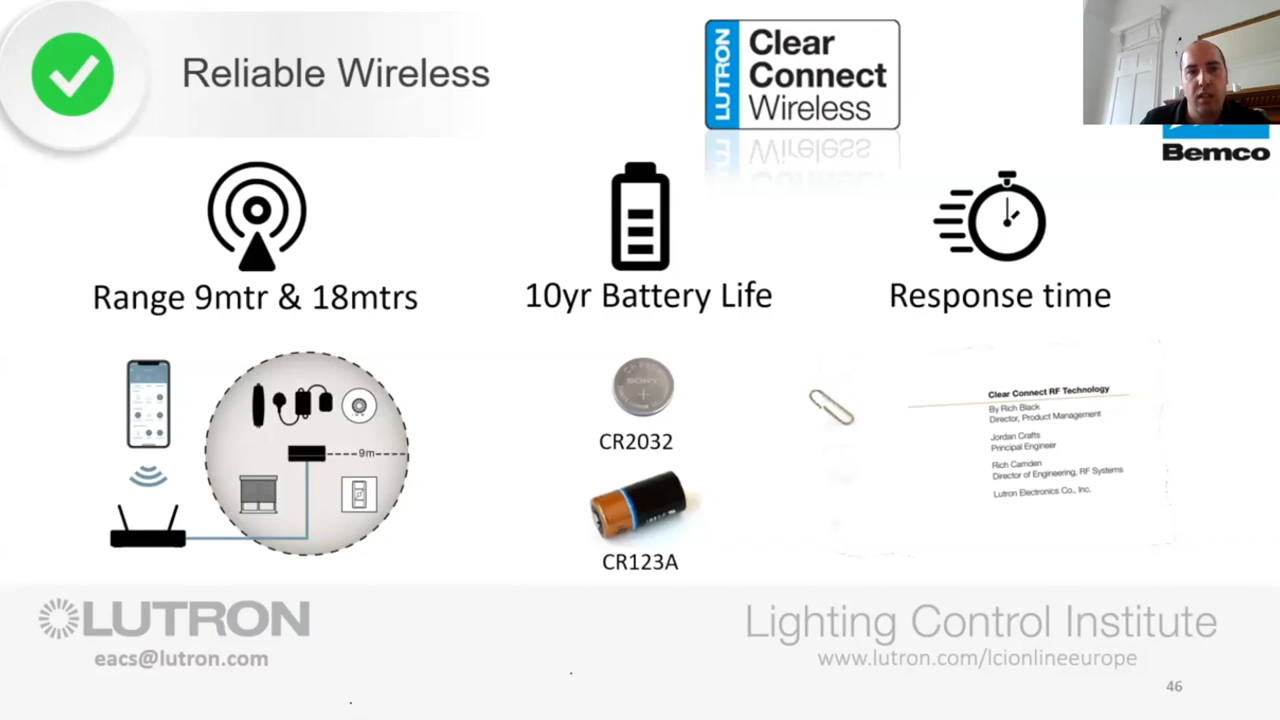 Reliable Wireless
LUTRON
Clear
Connect
Wireless
Bemco
Range 9mtr & 18mtrs
10yr Battery Life
Response time
9m
SONY
CR2032
CR123A
Clear Connect RF Technology
By Rich Black
Director, Product Management
Jordan Crafts
Principal Engineer
Rich Camden
Director of Engineering, RF Systems
Lutron Electronics Co., Inc.
LUTRON
eacs@lutron.com
Lighting Control Institute
www.lutron.com/lcionlineeurope
46